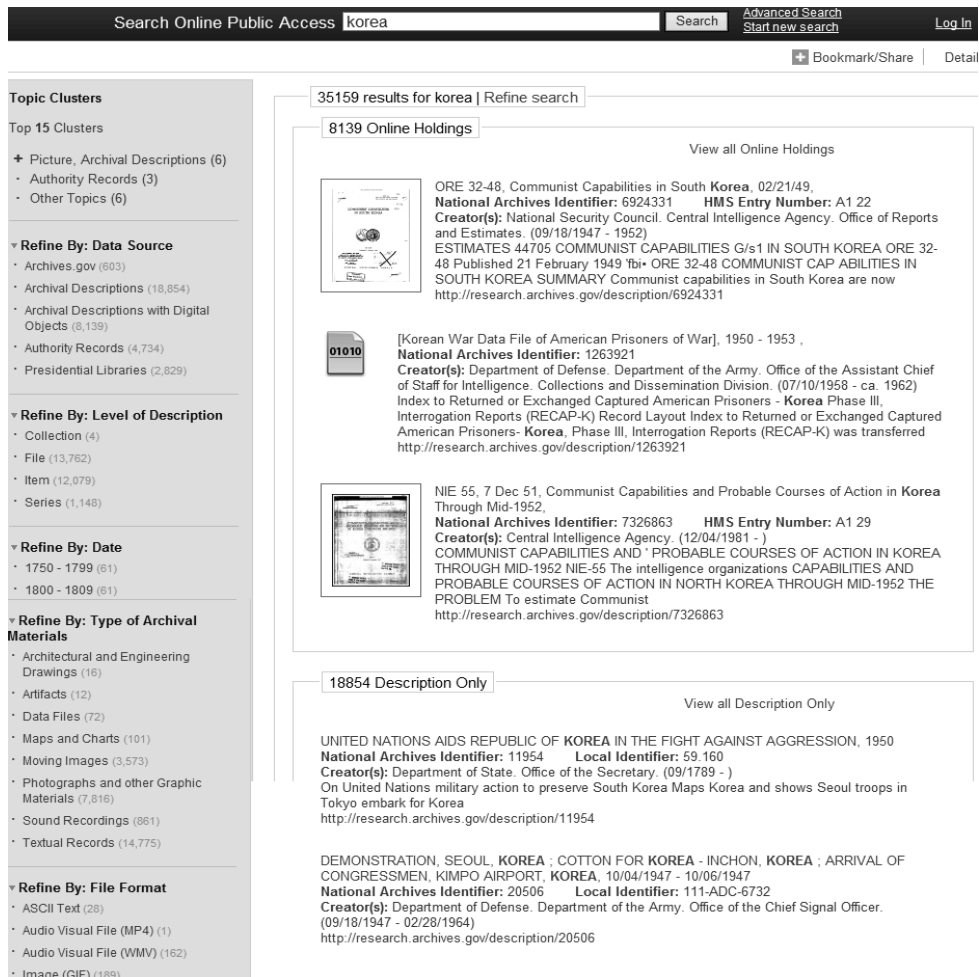 Search Online Public Access korea Search Advanced Search
Start new search
Log In
Bookmark/Share Detail
Topic Clusters
Top 15 Clusters
Picture, Archival Descriptions (6)
Authority Records (3)
Other Topics (6)
Refine By: Data Source
Archives.gov (603)
Archival Descriptions (18,854)
Archival Descriptions with Digital
Objects (8,139)
Authority Records (4,734)
Presidential Libraries (2,829)
Refine By: Level of Description
Collection (4)
File (13,762)
Item (12,079)
Series (1,148)
Refine By: Date
1750 - 1799 (61)
1800 - 1809 (61)
Refine By: Type of Archival
Materials
Architectural and Engineering
Drawings (16)
Artifacts (12)
Data Files (72)
Maps and Charts (101)
Moving Images (3,573)
Photographs and other Graphic
Materials (7,816)
Sound Recordings (861)
Textual Records (14,775)
Refine By: File Format
ASCII Text (28)
Audio Visual File (MP4) (1)
Audio Visual File (WMV) (162)
Image (GIF) (189)
35159 results for korea | Refine search
8139 Online Holdings
View all Online Holdings
ORE 32-48, Communist Capabilities in South Korea, 02/21/49,
National Archives Identifier: 6924331 HMS Entry Number: A1 22
Creator(s): National Security Council. Central Intelligence Agency. Office of Reports
and Estimates. (09/18/1947 - 1952)
ESTIMATES 44705 COMMUNIST CAPABILITIES G/s1 IN SOUTH KOREA ORE 32-
48 Published 21 February 1949 'fbi• ORE 32-48 COMMUNIST CAP ABILITIES IN
SOUTH KOREA SUMMARY Communist capabilities in South Korea are now
http://research.archives.gov/description/6924331
01010
[Korean War Data File of American Prisoners of War], 1950 - 1953 ,
National Archives Identifier: 1263921
Creator(s): Department of Defense. Department of the Army. Office of the Assistant Chief
of Staff for Intelligence. Collections and Dissemination Division. (07/10/1958 - ca. 1962)
Index to Returned or Exchanged Captured American Prisoners - Korea Phase III,
Interrogation Reports (RECAP-K) Record Layout Index to Returned or Exchanged Captured
American Prisoners- Korea, Phase III, Interrogation Reports (RECAP-K) was transferred
http://research.archives.gov/description/1263921
NIE 55, 7 Dec 51, Communist Capabilities and Probable Courses of Action in Korea
Through Mid-1952,
National Archives Identifier: 7326863 HMS Entry Number: A1 29
Creator(s): Central Intelligence Agency. (12/04/1981 - )
COMMUNIST CAPABILITIES AND ' PROBABLE COURSES OF ACTION IN KOREA
THROUGH MID-1952 NIE-55 The intelligence organizations CAPABILITIES AND
PROBABLE COURSES OF ACTION IN NORTH KOREA THROUGH MID-1952 THE
PROBLEM To estimate Communist
http://research.archives.gov/description/7326863
18854 Description Only
View all Description Only
UNITED NATIONS AIDS REPUBLIC OF KOREA IN THE FIGHT AGAINST AGGRESSION, 1950
National Archives Identifier: 11954 Local Identifier: 59.160
Creator(s): Department of State. Office of the Secretary. (09/1789 - )
On United Nations military action to preserve South Korea Maps Korea and shows Seoul troops in
Tokyo embark for Korea
http://research.archives.gov/description/11954
DEMONSTRATION, SEOUL, KOREA ; COTTON FOR KOREA - INCHON, KOREA ; ARRIVAL OF
CONGRESSMEN, KIMPO AIRPORT, KOREA, 10/04/1947 - 10/06/1947
National Archives Identifier: 20506 Local Identifier: 111-ADC-6732
Creator(s): Department of Defense. Department of the Army. Office of the Chief Signal Officer.
(09/18/1947 - 02/28/1964)
http://research.archives.gov/description/20506